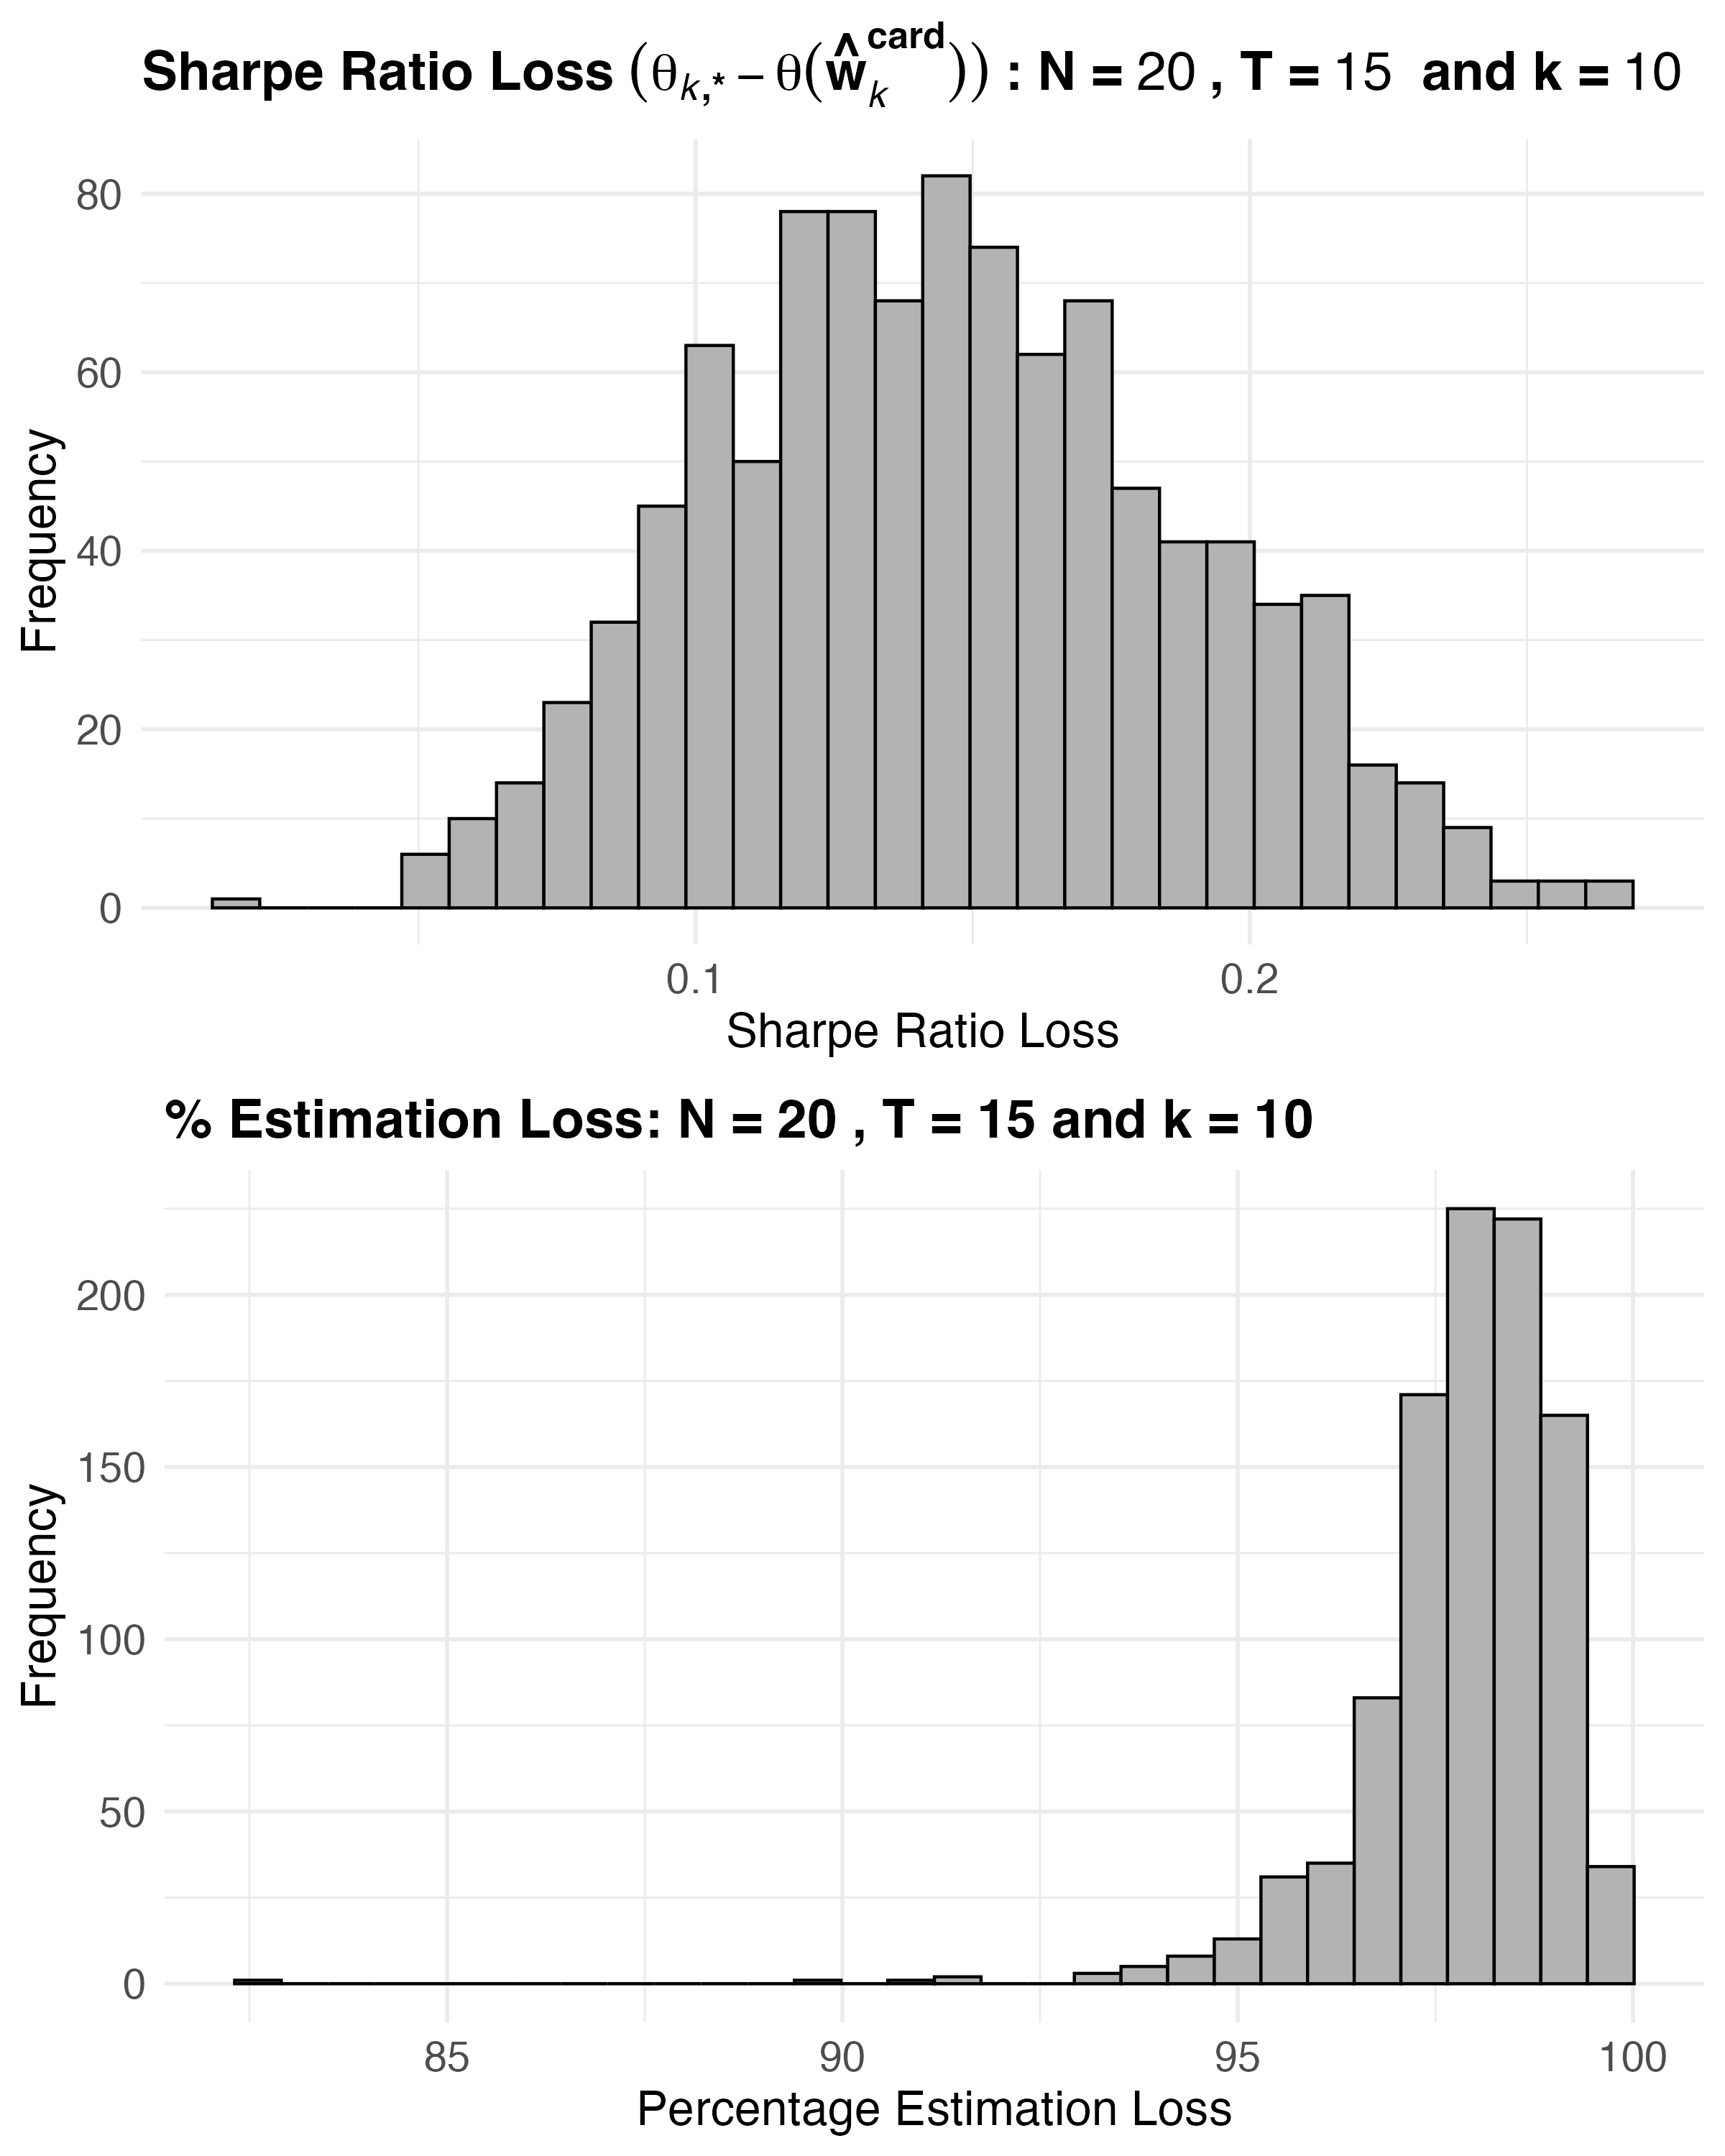 Sharpe Ratio Loss (θₖ,* − θ(ŵₖᶜᵃʳᵈ)) : N = 20 , T = 15 and k = 10
80
60
40
20
0
Frequency
0.1 0.2
Sharpe Ratio Loss
% Estimation Loss: N = 20 , T = 15 and k = 10
200
150
100
50
0
Frequency
85 90 95 100
Percentage Estimation Loss